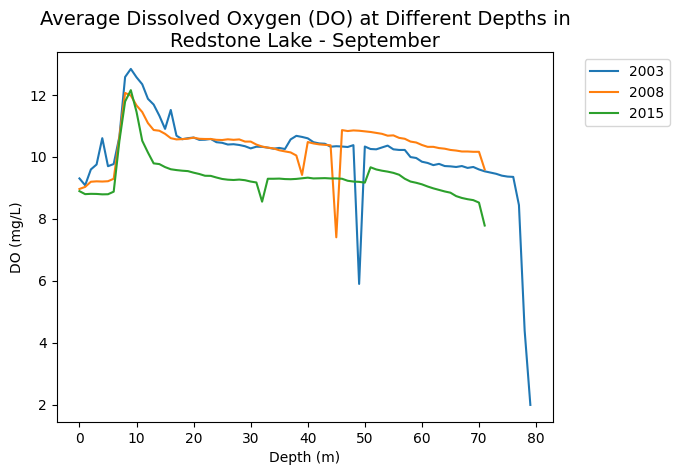 Average Dissolved Oxygen (DO) at Different Depths in
Redstone Lake - September
2003
2008
2015
12
10
8
6
4
2
DO (mg/L)
0 10 20 30 40 50 60 70 80
Depth (m)